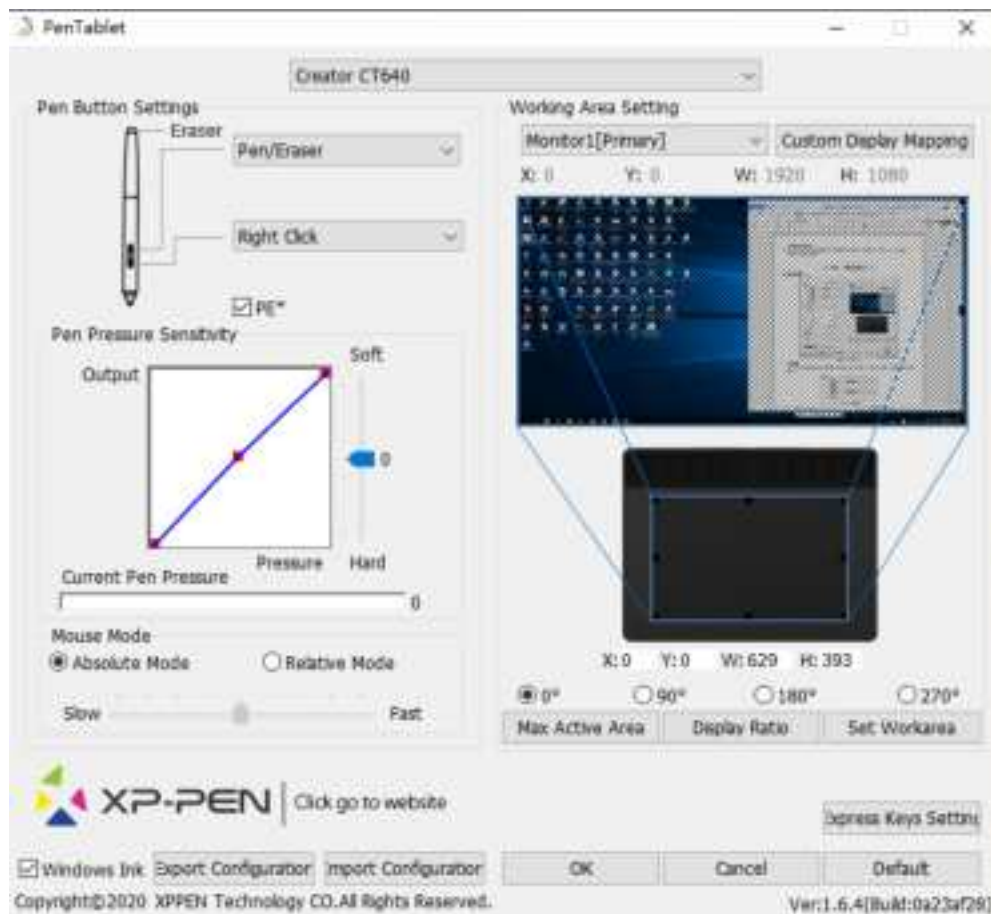 PenTablet
Creator CT640
Pen Button Settings
Eraser
Pen/Eraser
Right Click
PE*
Pen Pressure Sensitivity
Output
Soft
0
Pressure
Hard
Current Pen Pressure
0
Mouse Mode
Absolute Mode
Relative Mode
Slow
Fast
Working Area Setting
Monitor1[Primary]
Custom Display Mapping
X: 0 Y: 0 W: 1920 H: 1080
X: 0 Y: 0 W: 629 H: 393
0° 90° 180° 270°
Max Active Area
Display Ratio
Set Workarea
XP-PEN
Click go to website
Express Keys Setting
Windows Ink
Export Configuration
Import Configuration
OK
Cancel
Default
Copyright©2020 XPPEN Technology CO.All Rights Reserved.
Ver:1.6.4(Build:0a23af28)